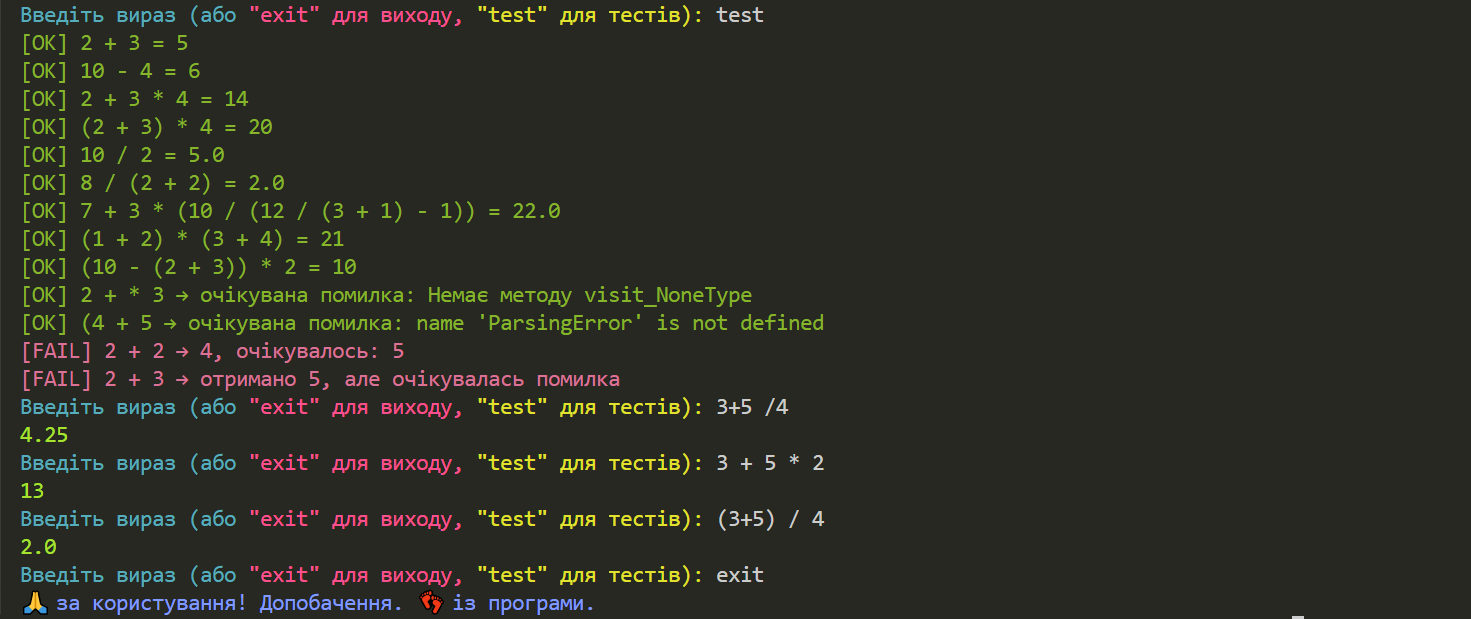 Введіть вираз (або "exit" для виходу, "test" для тестів): test
[OK] 2 + 3 = 5
[OK] 10 - 4 = 6
[OK] 2 + 3 * 4 = 14
[OK] (2 + 3) * 4 = 20
[OK] 10 / 2 = 5.0
[OK] 8 / (2 + 2) = 2.0
[OK] 7 + 3 * (10 / (12 / (3 + 1) - 1)) = 22.0
[OK] (1 + 2) * (3 + 4) = 21
[OK] (10 - (2 + 3)) * 2 = 10
[OK] 2 + * 3 → очікувана помилка: Немає методу visit_NoneType
[OK] (4 + 5 → очікувана помилка: name 'ParsingError' is not defined
[FAIL] 2 + 2 → 4, очікувалось: 5
[FAIL] 2 + 3 → отримано 5, але очікувалась помилка
Введіть вираз (або "exit" для виходу, "test" для тестів): 3+5 /4
4.25
Введіть вираз (або "exit" для виходу, "test" для тестів): 3 + 5 * 2
13
Введіть вираз (або "exit" для виходу, "test" для тестів): (3+5) / 4
2.0
Введіть вираз (або "exit" для виходу, "test" для тестів): exit
🙏 за користування! Допобачення. 👣 із програми.